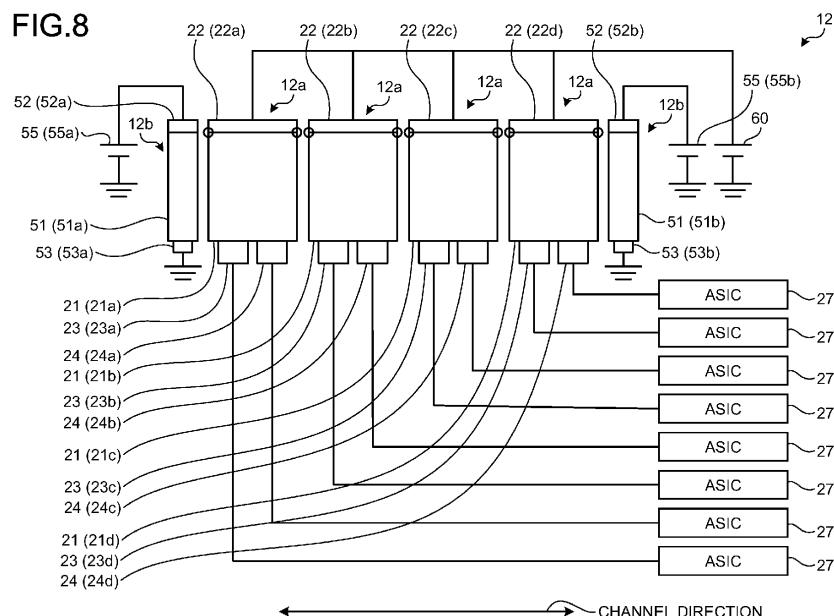 FIG.8
22 (22a) 22 (22b) 22 (22c) 22 (22d) 52 (52b) 12
52 (52a) 12a 12a 12a 12a 55 (55b)
55 (55a) 12b 12b 60
51 (51a) 51 (51b)
53 (53a) 53 (53b)
21 (21a) ASIC 27
23 (23a) ASIC 27
24 (24a)
21 (21b) ASIC 27
23 (23b) ASIC 27
24 (24b)
21 (21c) ASIC 27
23 (23c) ASIC 27
24 (24c)
21 (21d) ASIC 27
23 (23d) ASIC 27
24 (24d)
CHANNEL DIRECTION